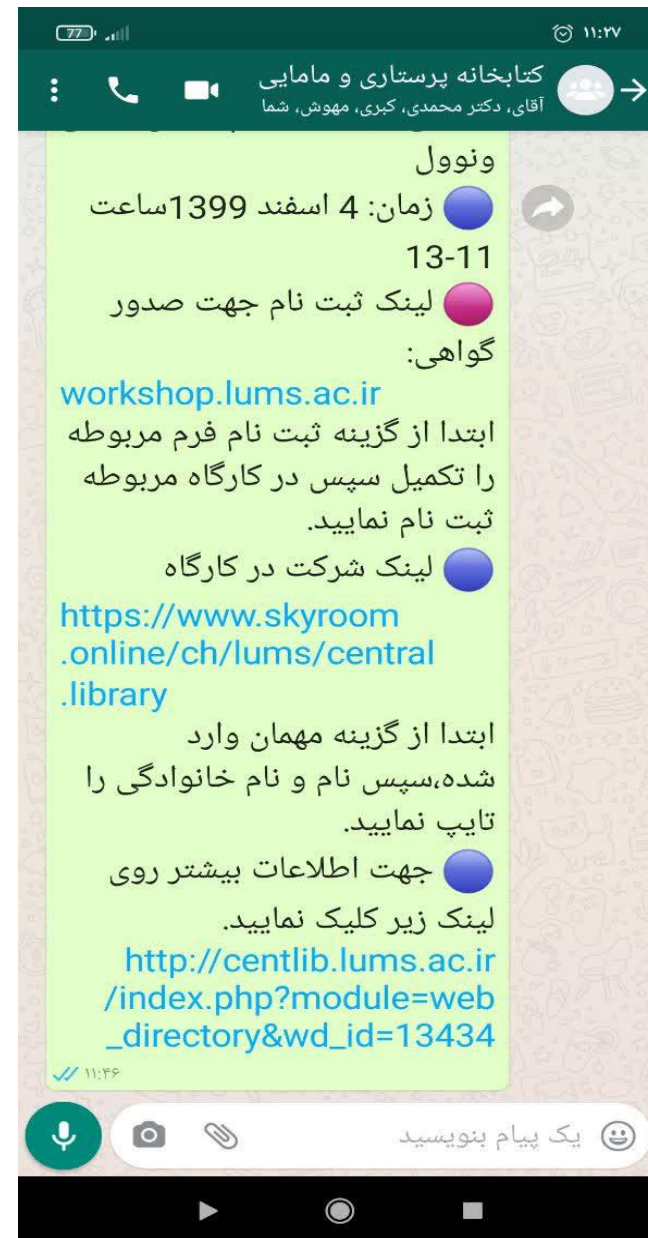 77
۱۱:۲۷
کتابخانه پرستاری و مامایی
آقای، دکتر محمدی، کبری، مهوش، شما
ونوول
زمان: 4 اسفند 1399ساعت
13-11
لینک ثبت نام جهت صدور
گواهی:
workshop.lums.ac.ir
ابتدا از گزینه ثبت نام فرم مربوطه
را تکمیل سپس در کارگاه مربوطه
ثبت نام نمایید.
لینک شرکت در کارگاه
https://www.skyroom
.online/ch/lums/central
.library
ابتدا از گزینه مهمان وارد
شده،سپس نام و نام خانوادگی را
تایپ نمایید.
جهت اطلاعات بیشتر روی
لینک زیر کلیک نمایید.
http://centlib.lums.ac.ir
/index.php?module=web
_directory&wd_id=13434
۱۱:۴۶
یک پیام بنویسید